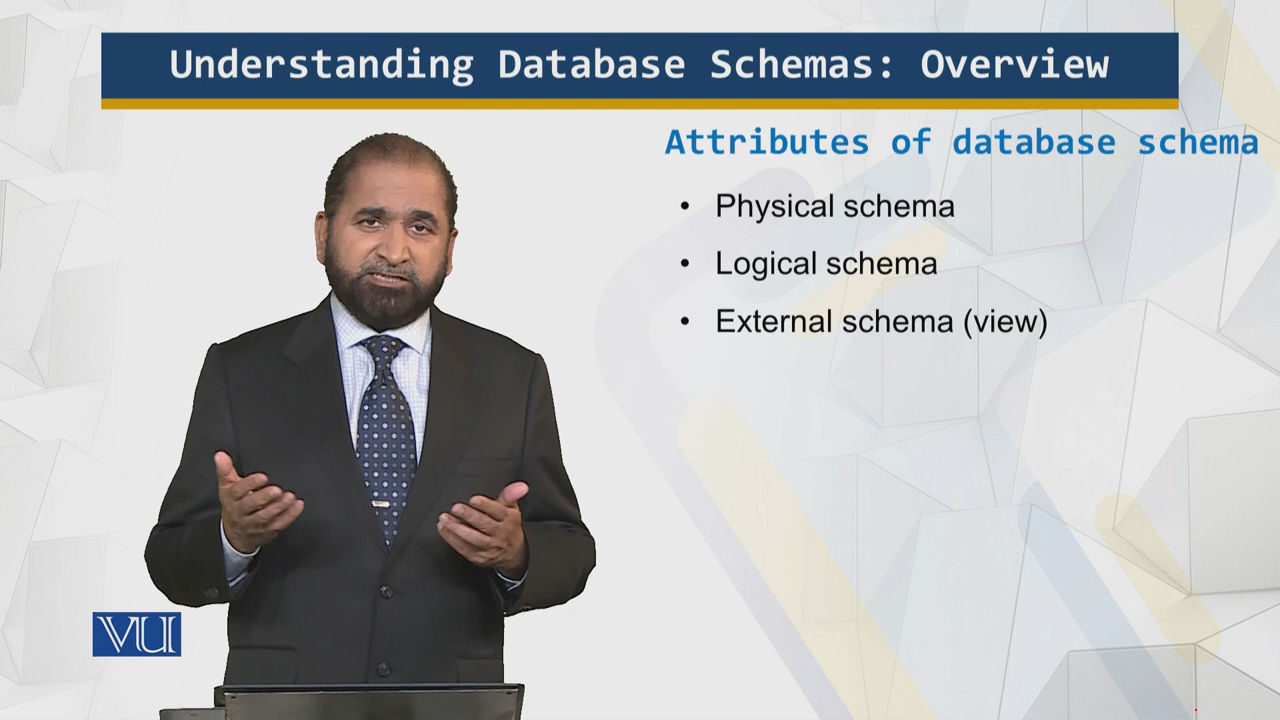 Understanding Database Schemas: Overview
Attributes of database schema
• Physical schema
• Logical schema
• External schema (view)
VU